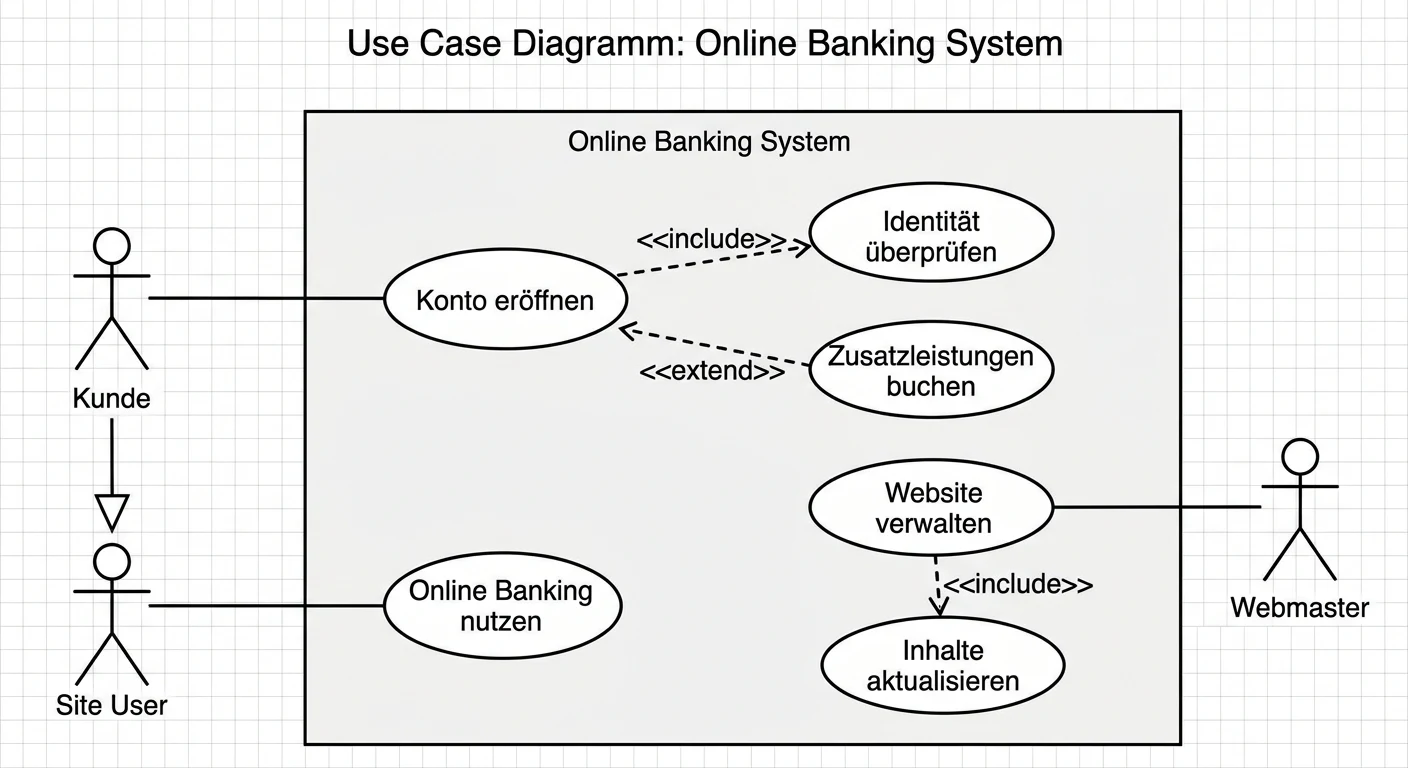 Use Case Diagramm: Online Banking System
Online Banking System
Identität
überprüfen
<<include>>
Konto eröffnen
Zusatzleistungen
buchen
<<extend>>
Kunde
Website
verwalten
<<include>>
Webmaster
Online Banking
nutzen
Inhalte
aktualisieren
Site User